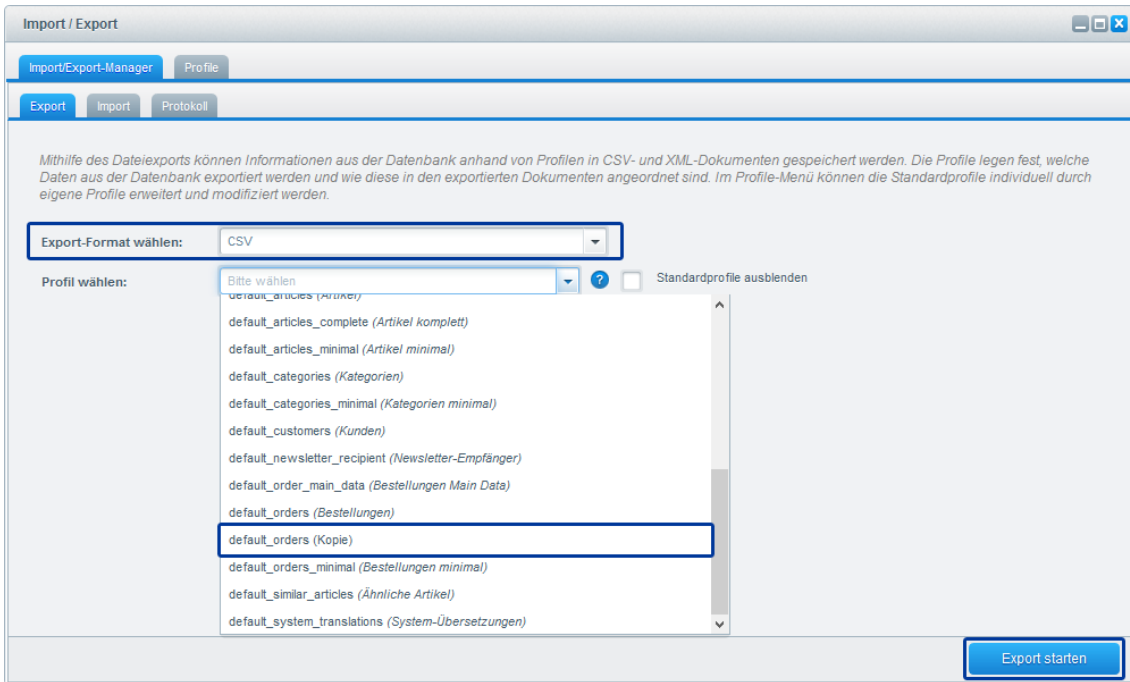 Import / Export
Import/Export-Manager Profile
Export Import Protokoll
Mithilfe des Dateiexports können Informationen aus der Datenbank anhand von Profilen in CSV- und XML-Dokumenten gespeichert werden. Die Profile legen fest, welche
Daten aus der Datenbank exportiert werden und wie diese in den exportierten Dokumenten angeordnet sind. Im Profile-Menü können die Standardprofile individuell durch
eigene Profile erweitert und modifiziert werden.
Export-Format wählen: CSV
Profil wählen: Bitte wählen ? Standardprofile ausblenden
default_articles (Artikel)
default_articles_complete (Artikel komplett)
default_articles_minimal (Artikel minimal)
default_categories (Kategorien)
default_categories_minimal (Kategorien minimal)
default_customers (Kunden)
default_newsletter_recipient (Newsletter-Empfänger)
default_order_main_data (Bestellungen Main Data)
default_orders (Bestellungen)
default_orders (Kopie)
default_orders_minimal (Bestellungen minimal)
default_similar_articles (Ähnliche Artikel)
default_system_translations (System-Übersetzungen)
Export starten